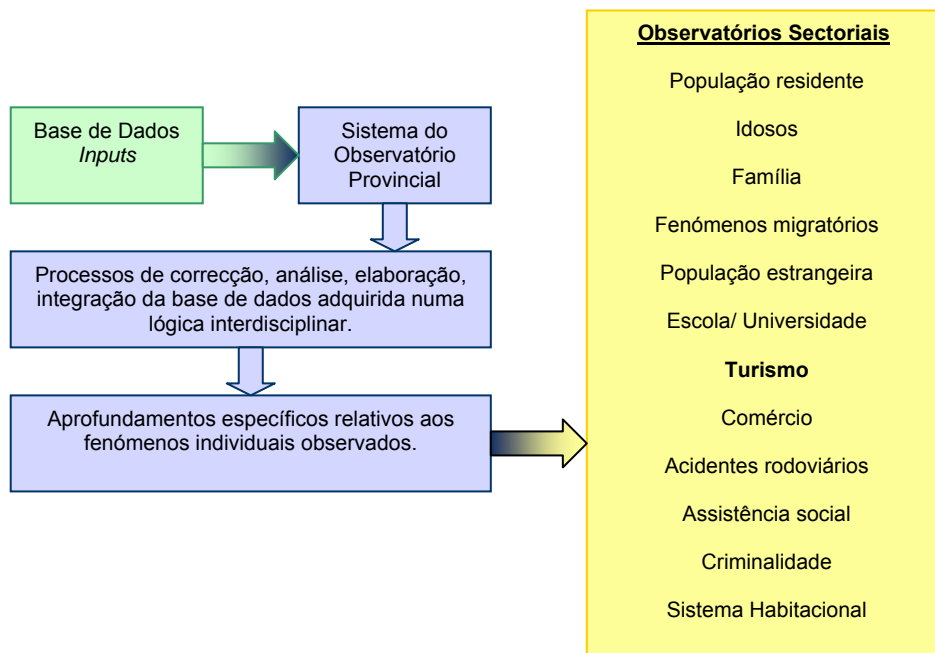 Base de Dados
Inputs
Sistema do
Observatório
Provincial
Processos de correcção, análise, elaboração,
integração da base de dados adquirida numa
lógica interdisciplinar.
Aprofundamentos específicos relativos aos
fenómenos individuais observados.
Observatórios Sectoriais
População residente
Idosos
Família
Fenómenos migratórios
População estrangeira
Escola/ Universidade
Turismo
Comércio
Acidentes rodoviários
Assistência social
Criminalidade
Sistema Habitacional